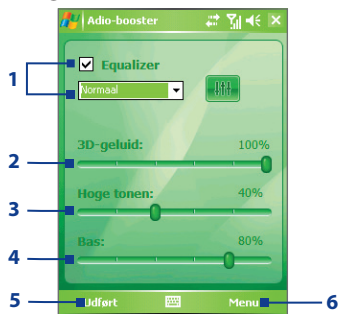 Adio-booster
1
Equalizer
Normaal
3D-geluid: 100%
2
Hoge tonen: 40%
3
Bas: 80%
4
5
Udført
Menu
6